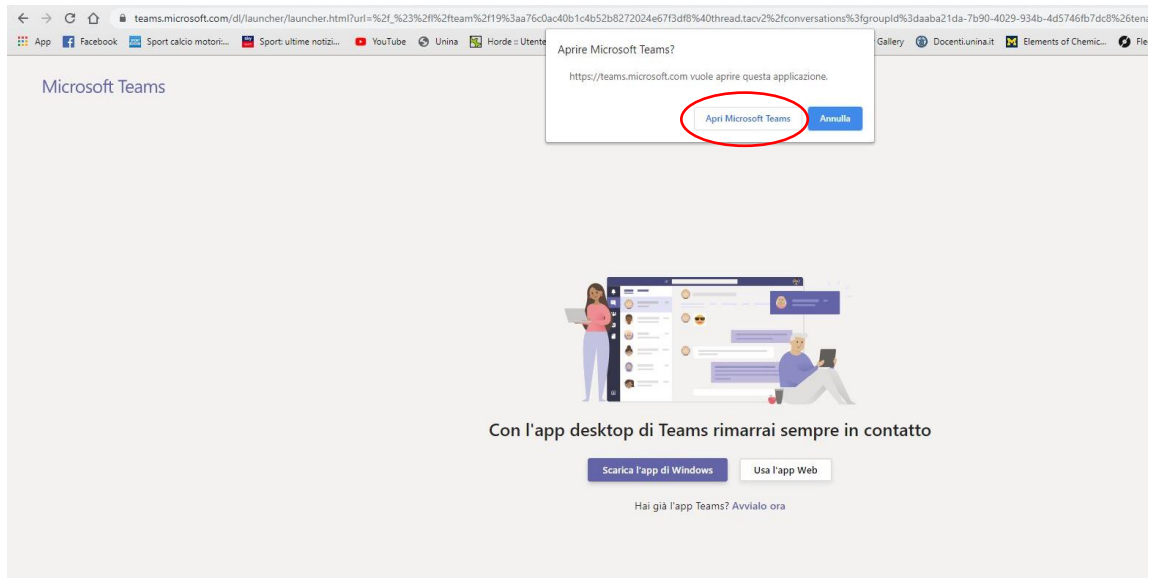 teams.microsoft.com/dl/launcher/launcher.html?url=%2f_%23%2fl%2fteam%2f19%3aa76c0ac40b1c4b52b8272024e67f3df8%40thread.tacv2%2fconversations%3fgroupId%3daaba21da-7b90-4029-934b-4d5746fb7dc8%26tena
App Facebook Sport calcio motori:... Sport: ultime notizi... YouTube Unina Horde :: Utente Gallery Docenti.unina.it Elements of Chemic... Fle
Aprire Microsoft Teams?
https://teams.microsoft.com vuole aprire questa applicazione.
Apri Microsoft Teams Annulla
Microsoft Teams
Con l'app desktop di Teams rimarrai sempre in contatto
Scarica l'app di Windows Usa l'app Web
Hai già l'app Teams? Avvialo ora